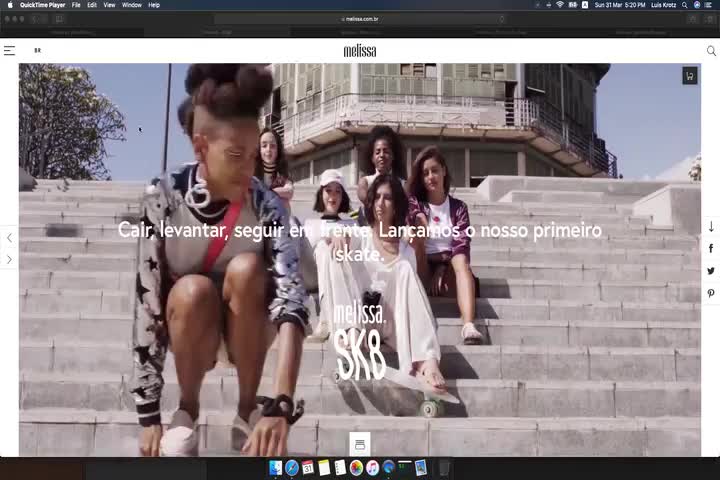 QuickTime Player File Edit View Window Help
Sun 31 Mar 5:20 PM Luis Krotz
melissa.com.br
BR
melissa
Cair, levantar, seguir em frente. Lançamos o nosso primeiro
skate.
melissa.
SK8